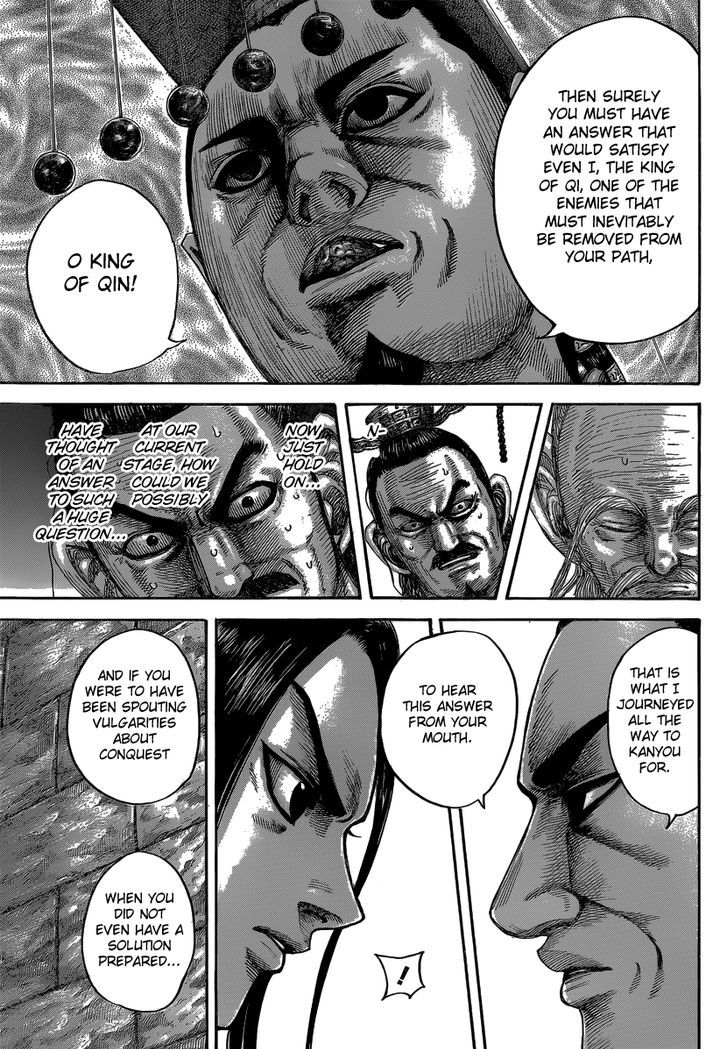 THEN SURELY
YOU MUST HAVE
AN ANSWER THAT
WOULD SATISFY
EVEN I, THE KING
OF QI, ONE OF THE
ENEMIES THAT
MUST INEVITABLY
BE REMOVED FROM
YOUR PATH,
O KING
OF QIN!
N-
NOW
JUST
HOLD
ON...
AT OUR
CURRENT
STAGE, HOW
COULD WE
POSSIBLY
HAVE
THOUGHT
OF AN
ANSWER
TO SUCH
A HUGE
QUESTION...
THAT IS
WHAT I
JOURNEYED
ALL THE
WAY TO
KANYOU
FOR.
TO HEAR
THIS ANSWER
FROM YOUR
MOUTH.
!
AND IF YOU
WERE TO HAVE
BEEN SPOUTING
VULGARITIES
ABOUT
CONQUEST
WHEN YOU
DID NOT
EVEN HAVE A
SOLUTION
PREPARED...